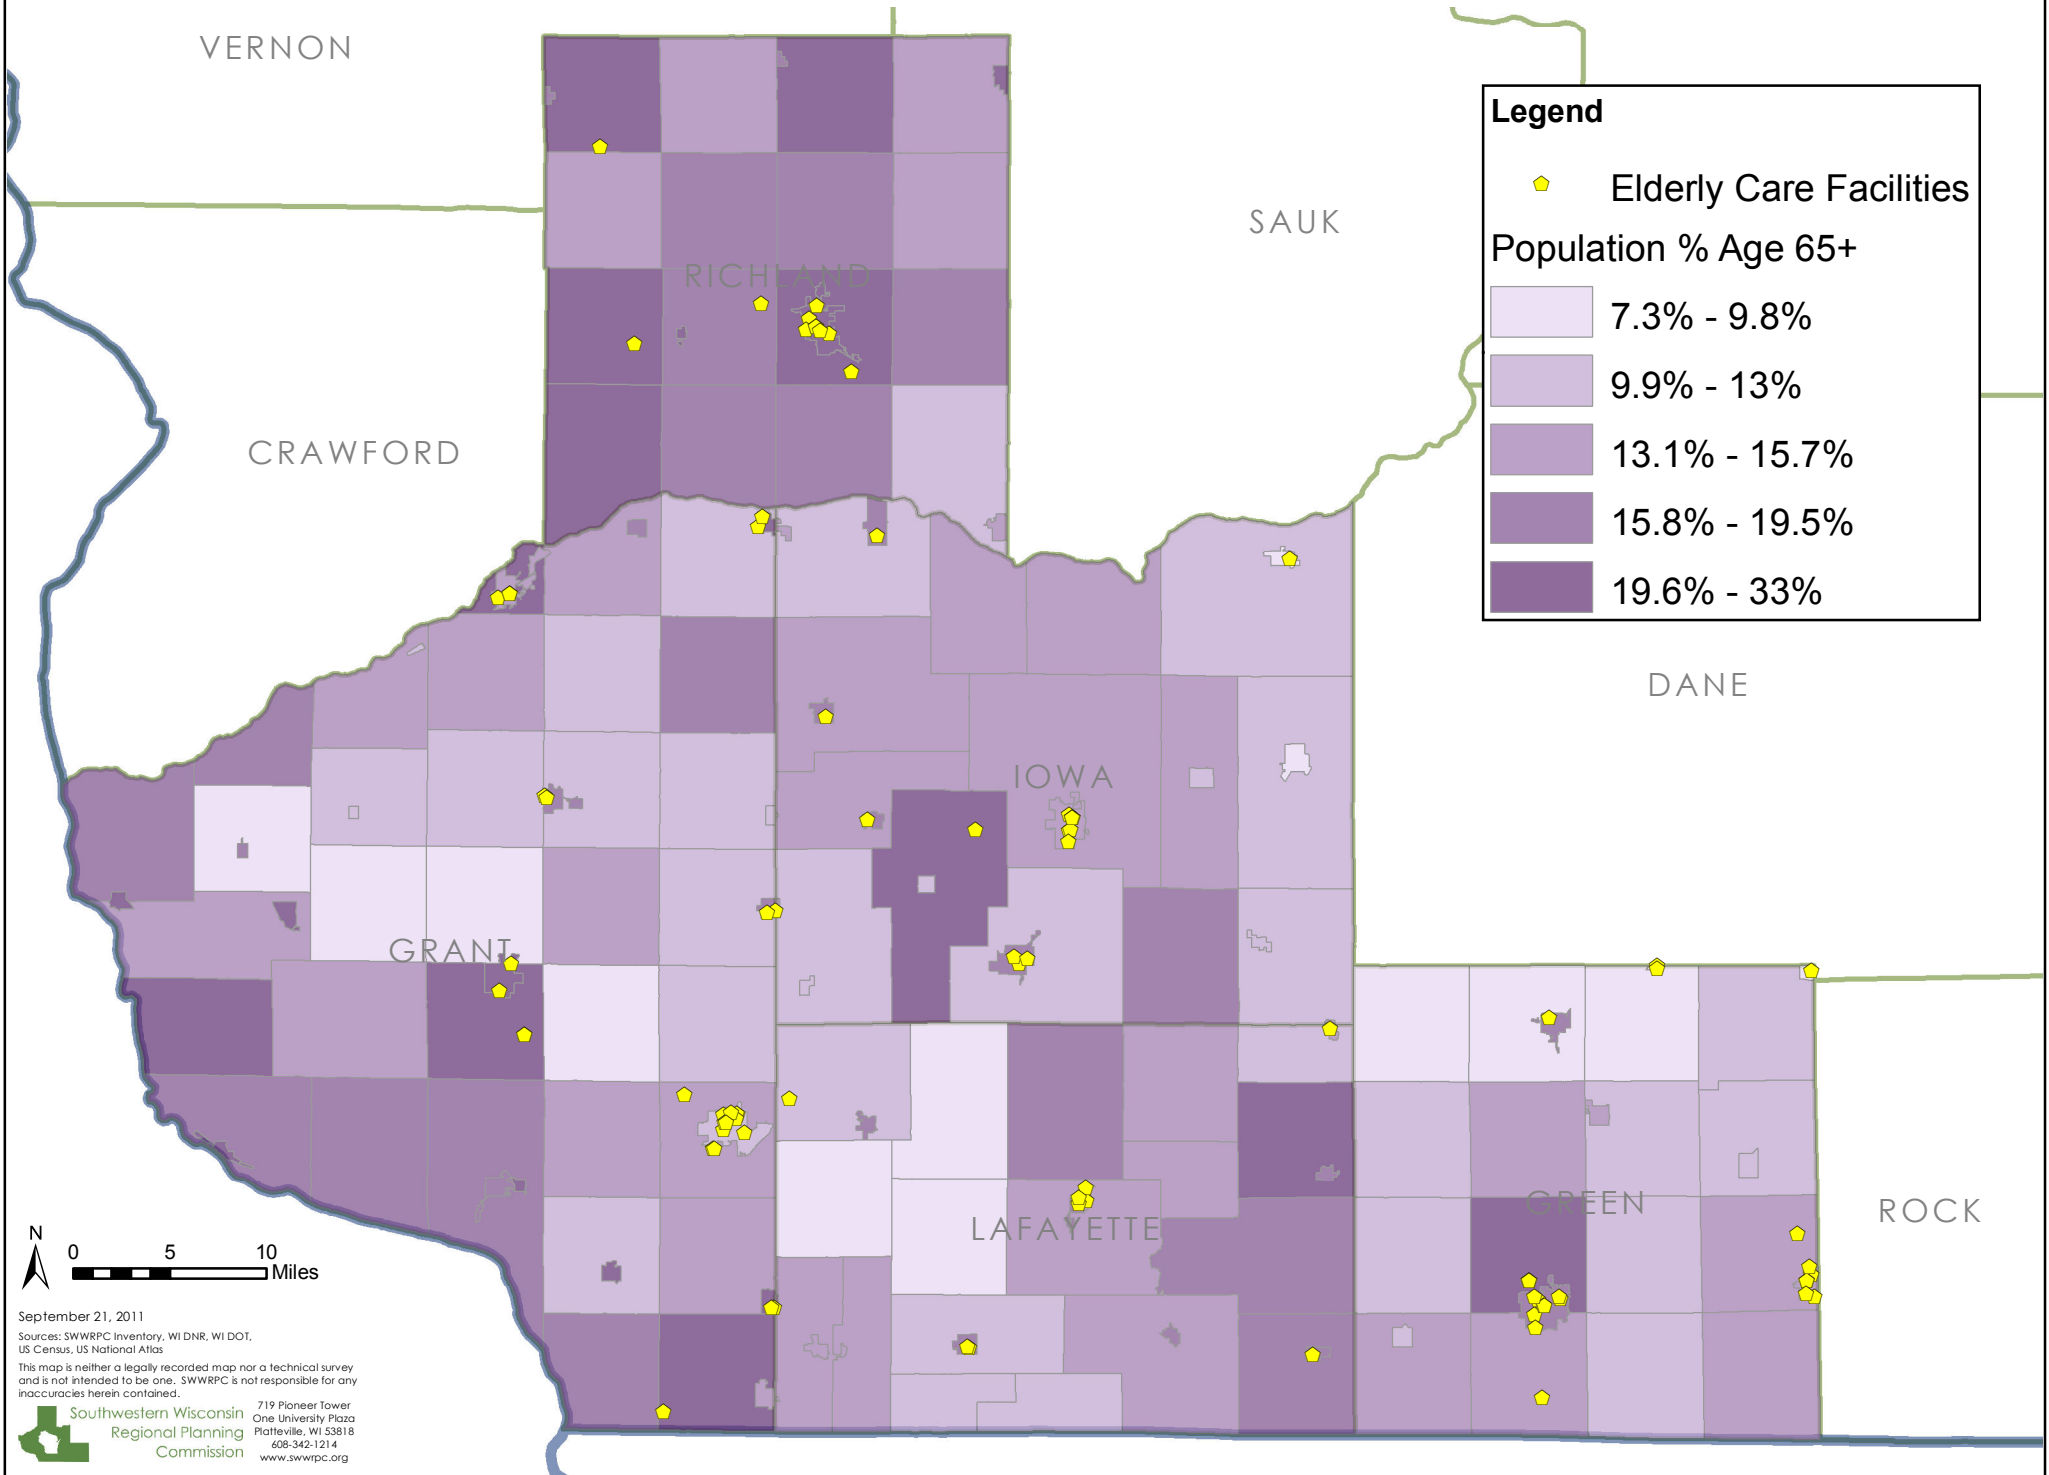 VERNON
SAUK
RICHLAND
CRAWFORD
DANE
IOWA
GRANT
LAFAYETTE
GREEN
ROCK
Legend
Elderly Care Facilities
Population % Age 65+
7.3% - 9.8%
9.9% - 13%
13.1% - 15.7%
15.8% - 19.5%
19.6% - 33%
N
0 5 10
Miles
September 21, 2011
Sources: SWWRPC Inventory, WI DNR, WI DOT,
US Census, US National Atlas
This map is neither a legally recorded map nor a technical survey
and is not intended to be one. SWWRPC is not responsible for any
inaccuracies herein contained.
Southwestern Wisconsin
Regional Planning
Commission
719 Pioneer Tower
One University Plaza
Platteville, WI 53818
608-342-1214
www.swwrpc.org